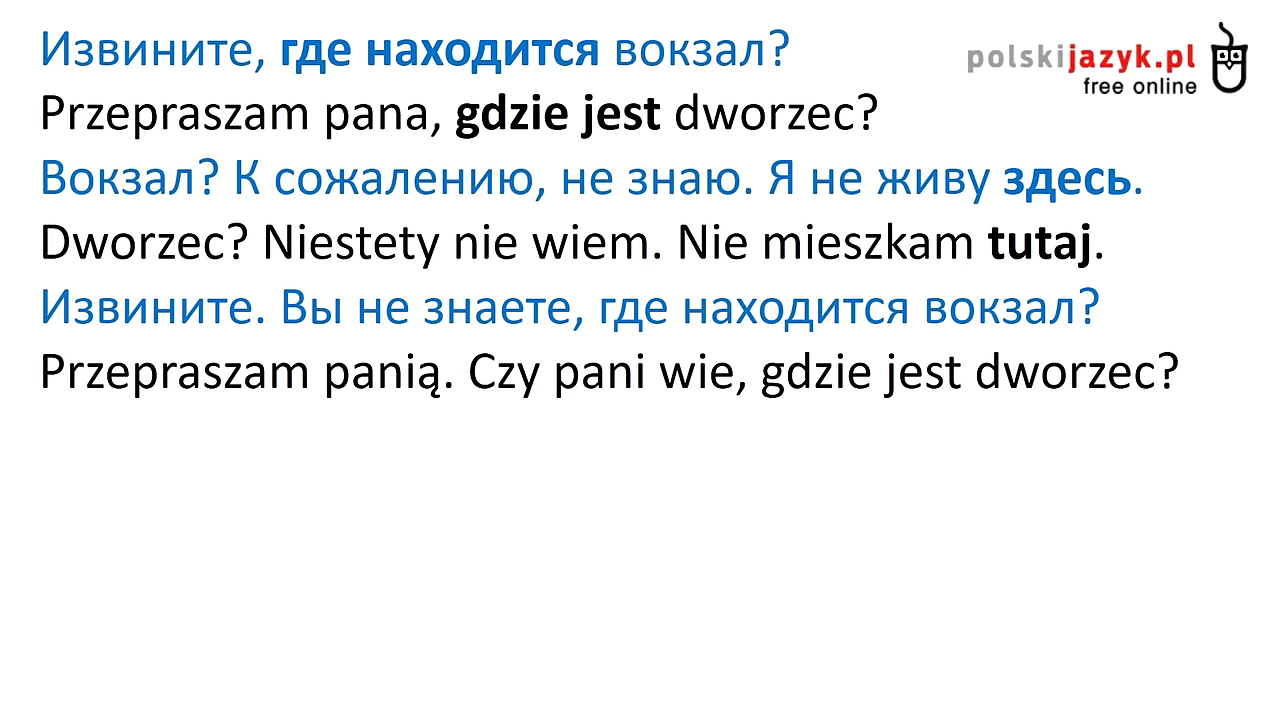 Извините, где находится вокзал?
polskijazyk.pl
free online
Przepraszam pana, gdzie jest dworzec?
Вокзал? К сожалению, не знаю. Я не живу здесь.
Dworzec? Niestety nie wiem. Nie mieszkam tutaj.
Извините. Вы не знаете, где находится вокзал?
Przepraszam panią. Czy pani wie, gdzie jest dworzec?